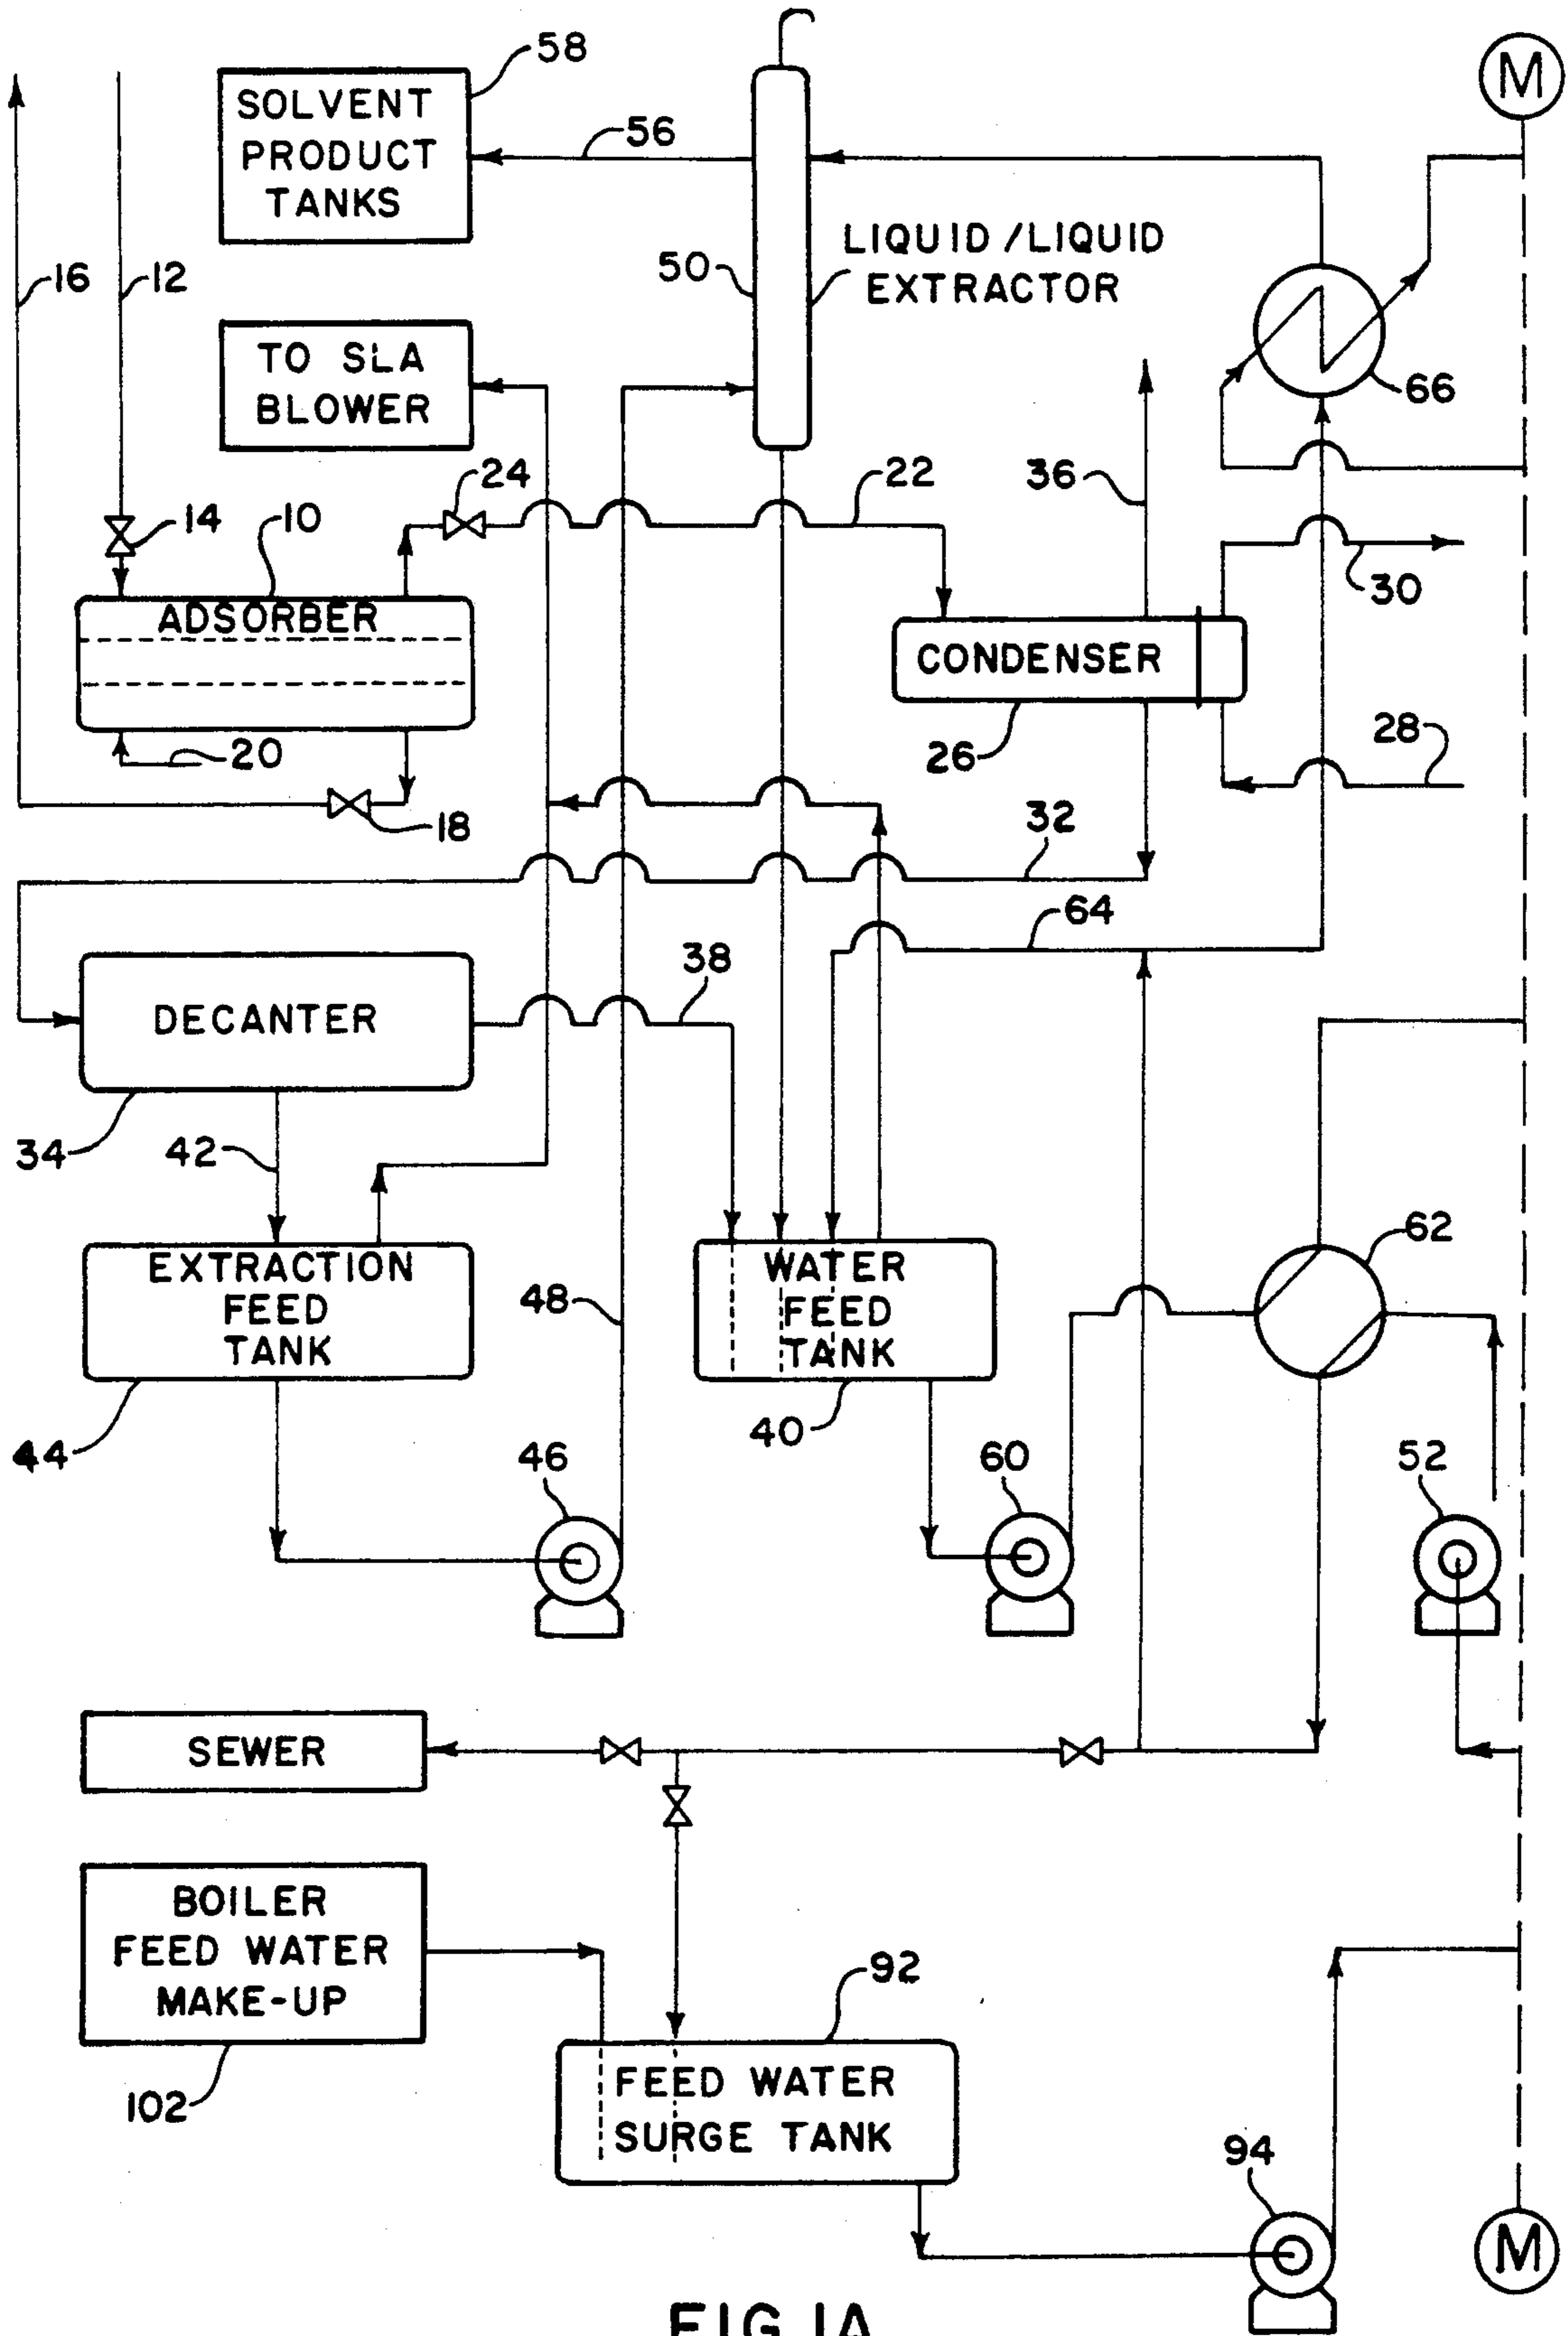 58
M
SOLVENT
PRODUCT
TANKS
56
16
12
50
LIQUID/LIQUID
EXTRACTOR
TO SLA
BLOWER
66
24
22
36
14
10
30
ADSORBER
CONDENSER
20
26
28
18
32
64
38
DECANTER
34
42
62
EXTRACTION
FEED
TANK
48
WATER
FEED
TANK
44
46
40
60
52
SEWER
BOILER
FEED WATER
MAKE-UP
92
102
FEED WATER
SURGE TANK
94
M
FIG. 1A